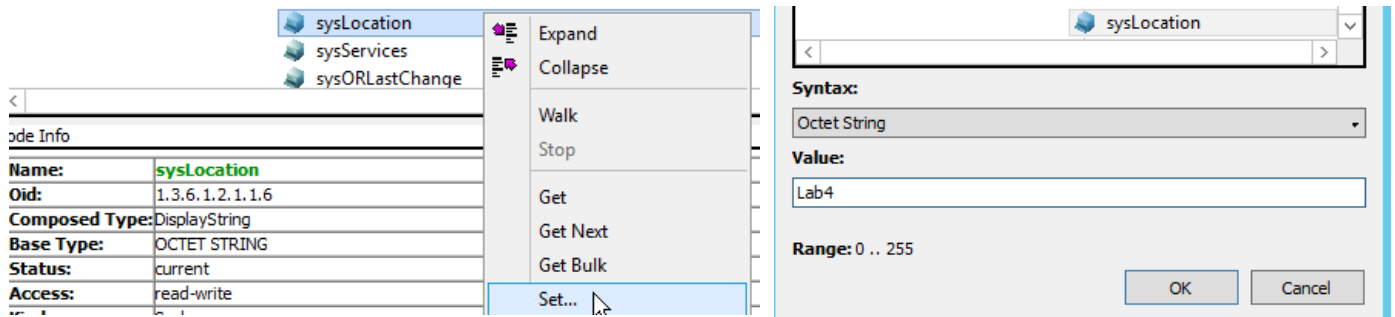 sysLocation
sysServices
sysORLastChange
Expand
Collapse
Walk
Stop
Get
Get Next
Get Bulk
Set...
ode Info
Name: sysLocation
Oid: 1.3.6.1.2.1.1.6
Composed Type: DisplayString
Base Type: OCTET STRING
Status: current
Access: read-write
sysLocation
Syntax:
Octet String
Value:
Lab4
Range: 0 .. 255
OK Cancel